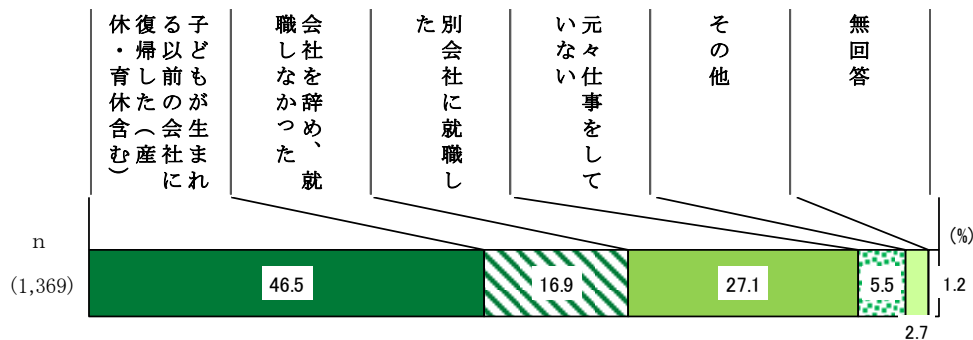 子どもが生まれ
る以前の会社に
復帰した（産
休・育休含む）
会社を辞め、就
職しなかった
別会社に就職し
た
元々仕事をして
いない
その他
無回答
(%)
n
(1,369)
46.5
16.9
27.1
5.5
2.7
1.2